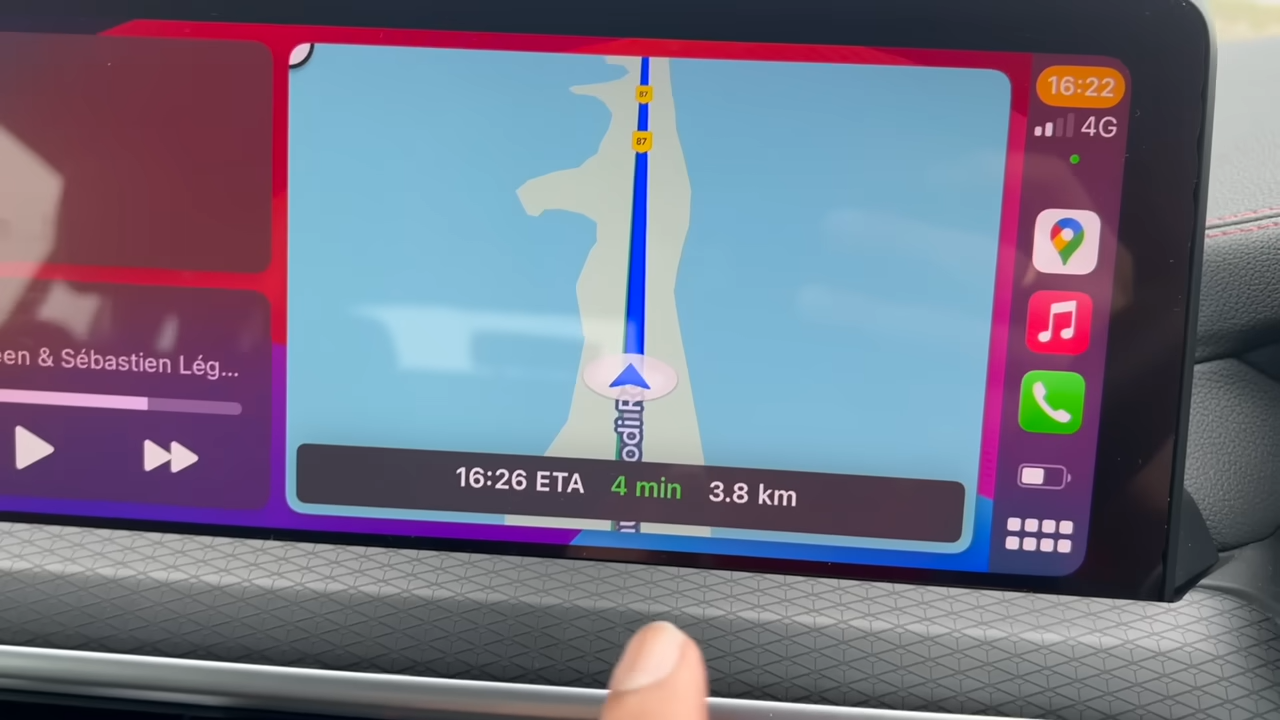 16:22
4G
87
87
een & Sébastien Lég...
16:26 ETA 4 min 3.8 km